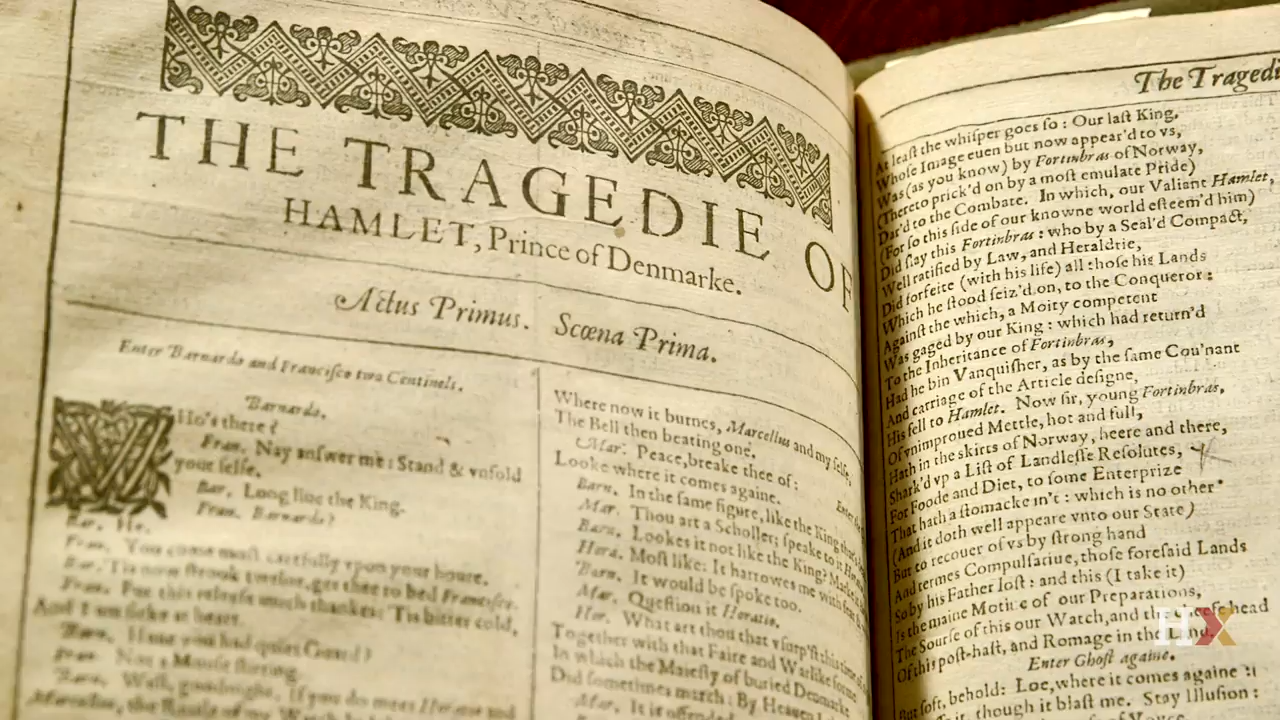 THE TRAGEDIE OF
HAMLET, Prince of Denmarke.
Actus Primus. Scœna Prima.
Enter Barnardo and Francisco two Centinels.
Barnardo.
WHo's there?
Fran. Nay answer me: Stand & vnfold
your selfe.
Bar. Long liue the King.
Fran. Barnardo?
Bar. He.
Fran. You come most carefully vpon your houre.
Bar. 'Tis now strook twelue, get thee to bed Francisco.
Fran. For this releefe much thankes: 'Tis bitter cold,
And I am sicke at heart.
Barn. Haue you had quiet Guard?
Fran. Not a Mouse stirring.
Barn. Well, goodnight. If you do meet Horatio and
Where now it burnes, Marcellus and my selfe,
The Bell then beating one.
Mar. Peace, breake thee of:
Looke where it comes againe.
Barn. In the same figure, like the King
Mar. Thou art a Scholler; speake to it
Barn. Lookes it not like the King?
Hora. Most like: It harrowes me with
Barn. It would be spoke too.
Mar. Question it Horatio.
Hor. What art thou that vsurp'st this time of
Together with that Faire and Warlike forme
In which the Maiesty of buried Denmarke
Did sometimes march: By Heauen
Mar. It is offended
The Tragedi
At least the whisper goes so: Our last King,
Whose Image euen but now appear'd to vs,
Was (as you know) by Fortinbras of Norway,
(Thereto prick'd on by a most emulate Pride)
Dar'd to the Combate. In which, our Valiant Hamlet,
(For so this side of our knowne world esteem'd him)
Did slay this Fortinbras: who by a Seal'd Compact,
Well ratified by Law, and Heraldrie,
Did forfeite (with his life) all those his Lands
Which he stood seiz'd on, to the Conqueror:
Against the which, a Moity competent
Was gaged by our King: which had return'd
To the Inheritance of Fortinbras,
Had he bin Vanquisher, as by the same Cou'nant
And carriage of the Article designe,
His fell to Hamlet. Now sir, young Fortinbras,
Of vnimproued Mettle, hot and full,
Hath in the skirts of Norway, heere and there,
Shark'd vp a List of Landlesse Resolutes,
For Foode and Diet, to some Enterprize
That hath a stomacke in't: which is no other
(And it doth well appeare vnto our State)
But to recouer of vs by strong hand
And termes Compulsatiue, those foresaid Lands
So by his Father lost: and this (I take it)
Is the maine Motiue of our Preparations,
The Sourse of this our Watch, and the cheefe head
Of this post-hast, and Romage in the Land.
Enter Ghost againe.
But soft, behold: Loe, where it comes againe:
it, though it blast me. Stay Illusion:
HX